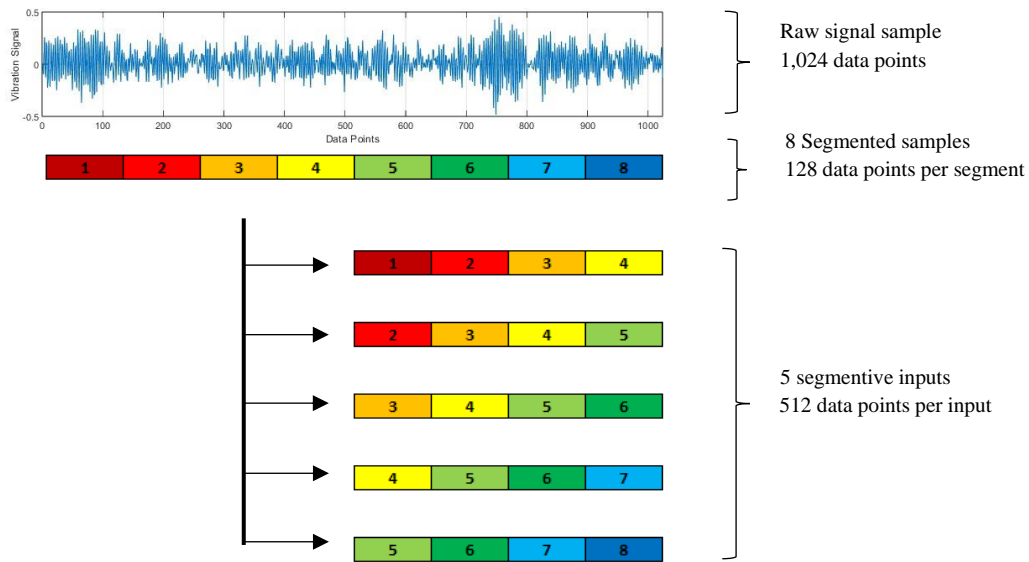 0.5
0
-0.5
Vibration Signal
0 100 200 300 400 500 600 700 800 900 1000
Data Points
Raw signal sample
1,024 data points
1 2 3 4 5 6 7 8
8 Segmented samples
128 data points per segment
1 2 3 4
2 3 4 5
3 4 5 6
4 5 6 7
5 6 7 8
5 segmentive inputs
512 data points per input